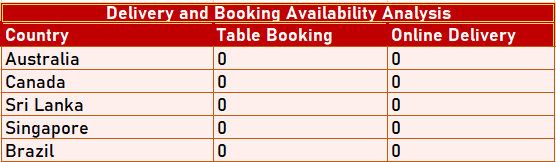 Delivery and Booking Availability Analysis
Country Table Booking Online Delivery
Australia 0 0
Canada 0 0
Sri Lanka 0 0
Singapore 0 0
Brazil 0 0